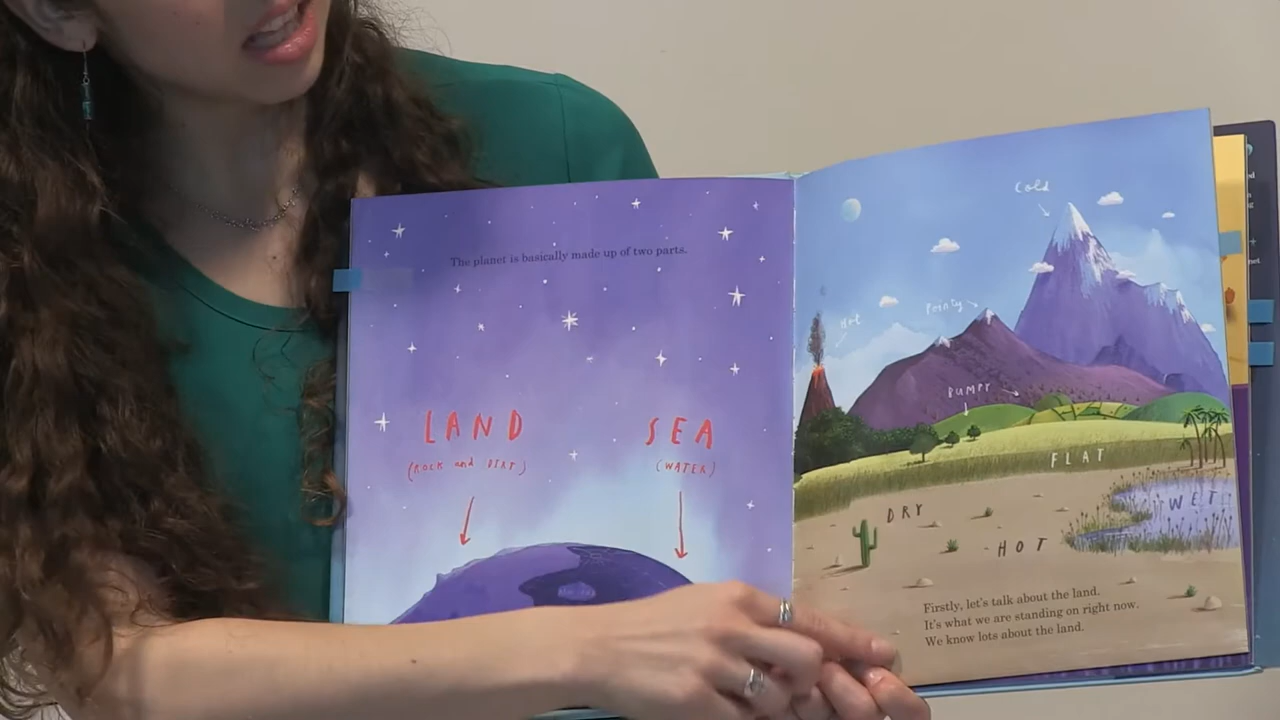 The planet is basically made up of two parts.
LAND
(ROCK and DIRT)
SEA
(WATER)
Cold
Pointy
Hot
BUMPY
FLAT
WET
DRY
HOT
Firstly, let's talk about the land.
It's what we are standing on right now.
We know lots about the land.